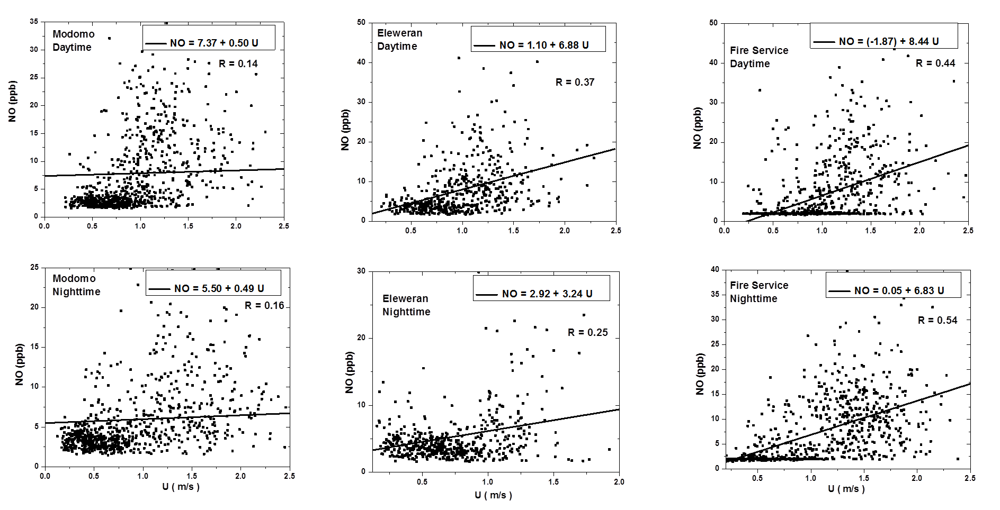 Modomo
Daytime
NO = 7.37 + 0.50 U
R = 0.14
NO (ppb)
35
30
25
20
15
10
5
0
0.0 0.5 1.0 1.5 2.0 2.5
Eleweran
Daytime
NO = 1.10 + 6.88 U
R = 0.37
NO (ppb)
50
40
30
20
10
0
0.5 1.0 1.5 2.0 2.5
Fire Service
Daytime
NO = (-1.87) + 8.44 U
R = 0.44
NO (ppb)
50
40
30
20
10
0
0.0 0.5 1.0 1.5 2.0 2.5
Modomo
Nighttime
NO = 5.50 + 0.49 U
R = 0.16
NO (ppb)
25
20
15
10
5
0
0.0 0.5 1.0 1.5 2.0 2.5
U ( m/s )
Eleweran
Nighttime
NO = 2.92 + 3.24 U
R = 0.25
NO (ppb)
30
20
10
0
0.5 1.0 1.5 2.0
U ( m/s )
Fire Service
Nighttime
NO = 0.05 + 6.83 U
R = 0.54
NO (ppb)
40
35
30
25
20
15
10
5
0
0.5 1.0 1.5 2.0 2.5
U ( m/s )